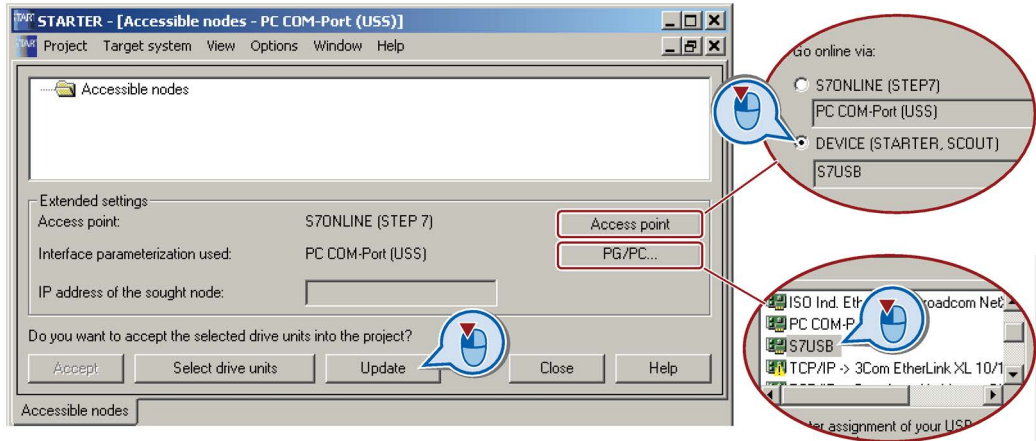 STARTER - [Accessible nodes - PC COM-Port (USS)]
Project Target system View Options Window Help
Accessible nodes
Extended settings
Access point: S7ONLINE (STEP 7) Access point
Interface parameterization used: PC COM-Port (USS) PG/PC...
IP address of the sought node:
Do you want to accept the selected drive units into the project?
Accept Select drive units Update Close Help
Accessible nodes
Go online via:
S7ONLINE (STEP7)
PC COM-Port (USS)
DEVICE (STARTER, SCOUT)
S7USB
ISO Ind.
PC COM-P
S7USB
TCP/IP -> 3Com EtherLink XL 10/1
assignment of your USB